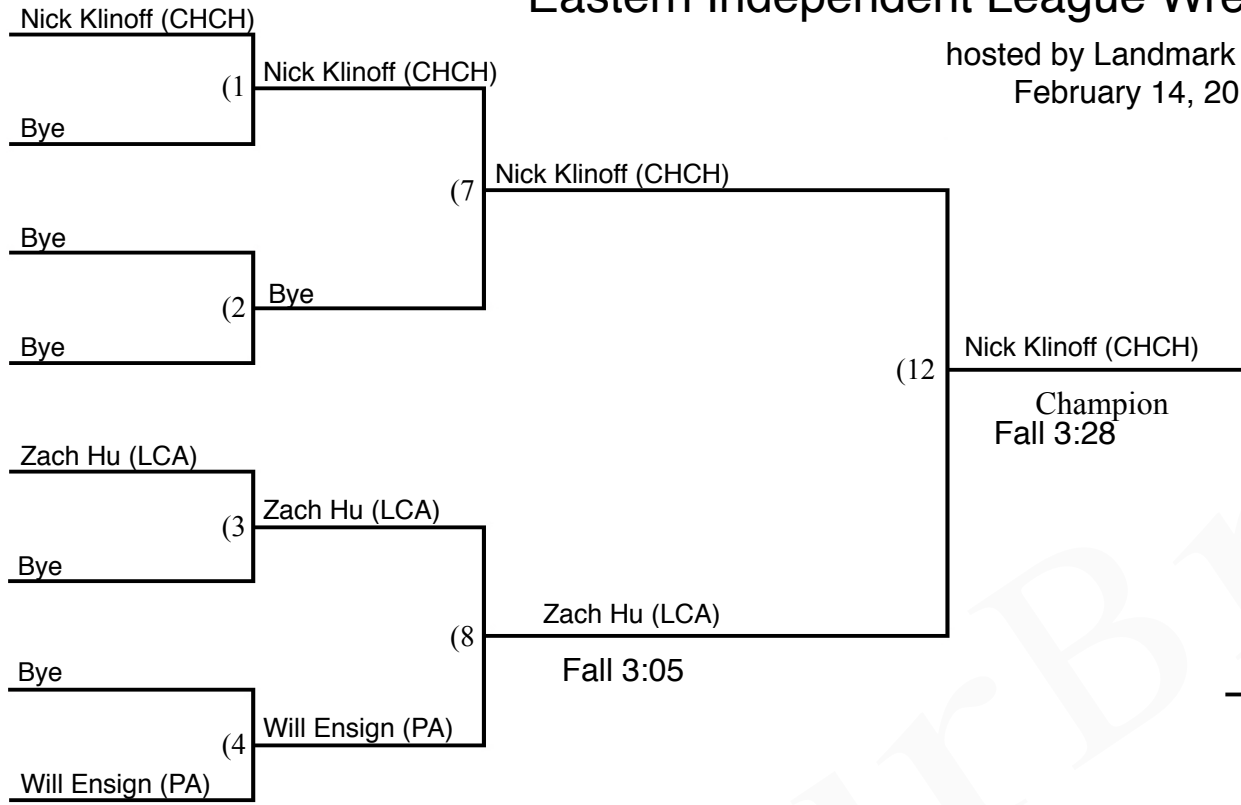 Eastern Independent League Wre
hosted by Landmark
February 14, 20
Nick Klinoff (CHCH)
(1
Nick Klinoff (CHCH)
Bye
(7
Nick Klinoff (CHCH)
Bye
(2
Bye
Bye
(12
Nick Klinoff (CHCH)
Champion
Fall 3:28
Zach Hu (LCA)
(3
Zach Hu (LCA)
Bye
(8
Zach Hu (LCA)
Fall 3:05
Bye
(4
Will Ensign (PA)
Will Ensign (PA)